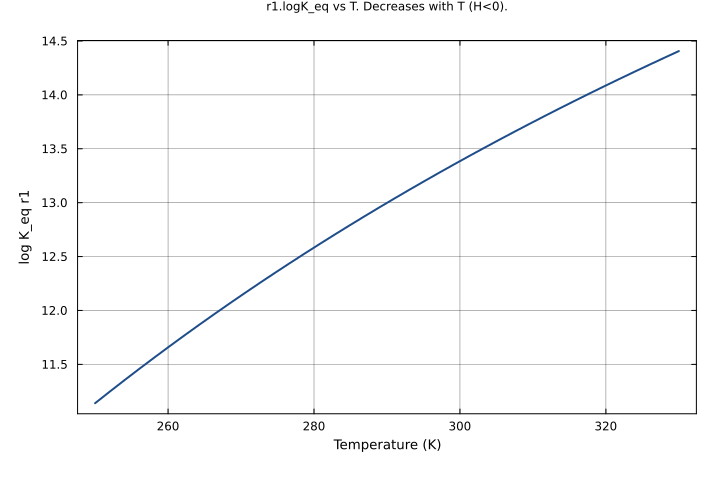 r1.logK_eq vs T. Decreases with T (H<0).
14.5
14.0
13.5
13.0
12.5
12.0
11.5
log K_eq r1
260 280 300 320
Temperature (K)